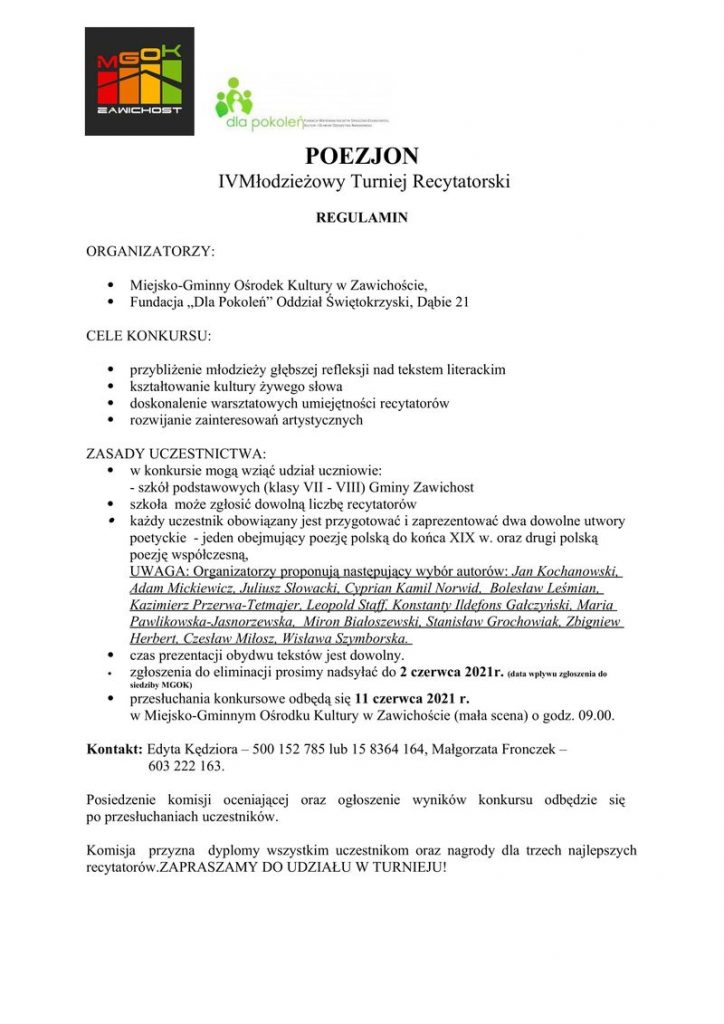 MGOK
ZAWICHOST
dla pokoleń
POEZJON
IVMłodzieżowy Turniej Recytatorski
REGULAMIN
ORGANIZATORZY:
• Miejsko-Gminny Ośrodek Kultury w Zawichoście,
• Fundacja „Dla Pokoleń” Oddział Świętokrzyski, Dąbie 21
CELE KONKURSU:
• przybliżenie młodzieży głębszej refleksji nad tekstem literackim
• kształtowanie kultury żywego słowa
• doskonalenie warsztatowych umiejętności recytatorów
• rozwijanie zainteresowań artystycznych
ZASADY UCZESTNICTWA:
• w konkursie mogą wziąć udział uczniowie:
- szkół podstawowych (klasy VII - VIII) Gminy Zawichost
• szkoła może zgłosić dowolną liczbę recytatorów
• każdy uczestnik obowiązany jest przygotować i zaprezentować dwa dowolne utwory
poetyckie - jeden obejmujący poezję polską do końca XIX w. oraz drugi polską
poezję współczesną,
UWAGA: Organizatorzy proponują następujący wybór autorów: Jan Kochanowski,
Adam Mickiewicz, Juliusz Słowacki, Cyprian Kamil Norwid, Bolesław Leśmian,
Kazimierz Przerwa-Tetmajer, Leopold Staff, Konstanty Ildefons Gałczyński, Maria
Pawlikowska-Jasnorzewska, Miron Białoszewski, Stanisław Grochowiak, Zbigniew
Herbert, Czesław Miłosz, Wisława Szymborska.
• czas prezentacji obydwu tekstów jest dowolny.
• zgłoszenia do eliminacji prosimy nadsyłać do 2 czerwca 2021r. (data wpływu zgłoszenia do
siedziby MGOK)
• przesłuchania konkursowe odbędą się 11 czerwca 2021 r.
w Miejsko-Gminnym Ośrodku Kultury w Zawichoście (mała scena) o godz. 09.00.
Kontakt: Edyta Kędziora – 500 152 785 lub 15 8364 164, Małgorzata Fronczek –
603 222 163.
Posiedzenie komisji oceniającej oraz ogłoszenie wyników konkursu odbędzie się
po przesłuchaniach uczestników.
Komisja przyzna dyplomy wszystkim uczestnikom oraz nagrody dla trzech najlepszych
recytatorów.ZAPRASZAMY DO UDZIAŁU W TURNIEJU!